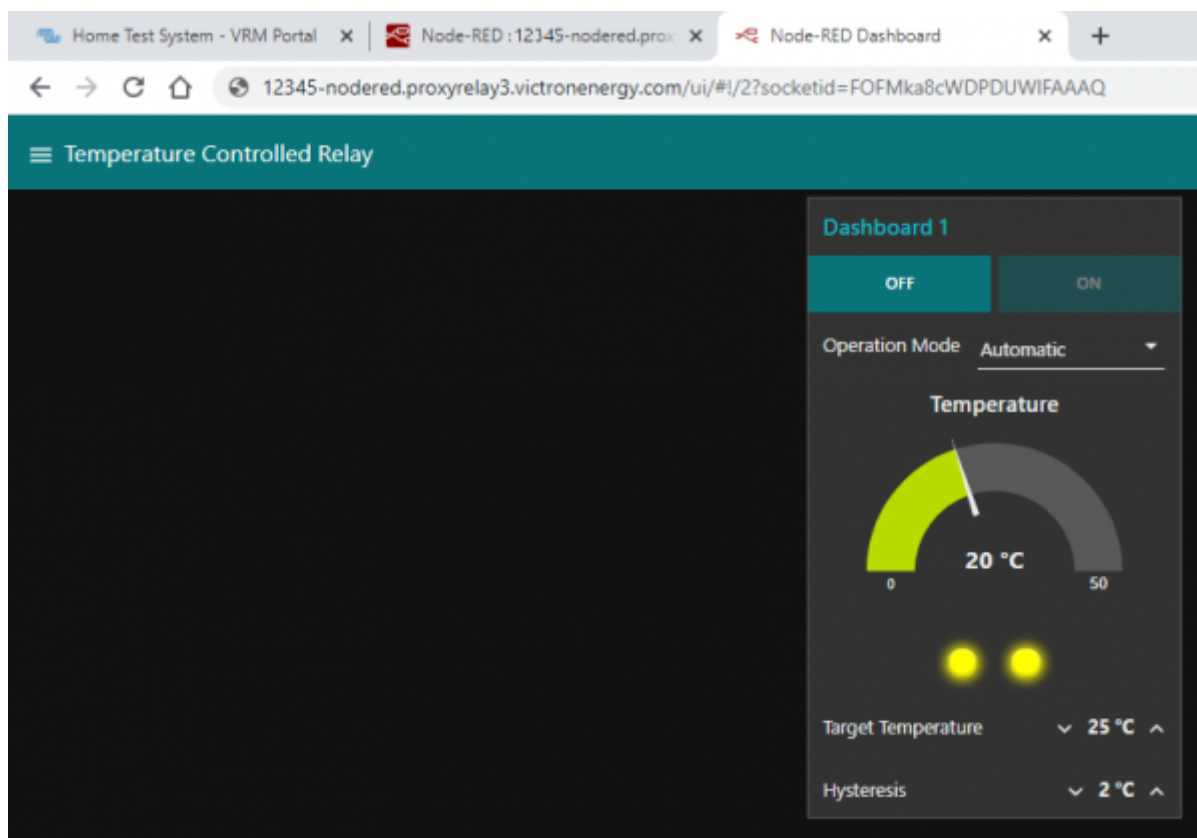 Home Test System - VRM Portal
Node-RED : 12345-nodered.prox
Node-RED Dashboard
12345-nodered.proxyrelay3.victronenergy.com/ui/#!/2?socketid=FOFMka8cWDPDUWIFAAAQ
Temperature Controlled Relay
Dashboard 1
OFF ON
Operation Mode Automatic
Temperature
20 °C
0 50
Target Temperature 25 °C
Hysteresis 2 °C